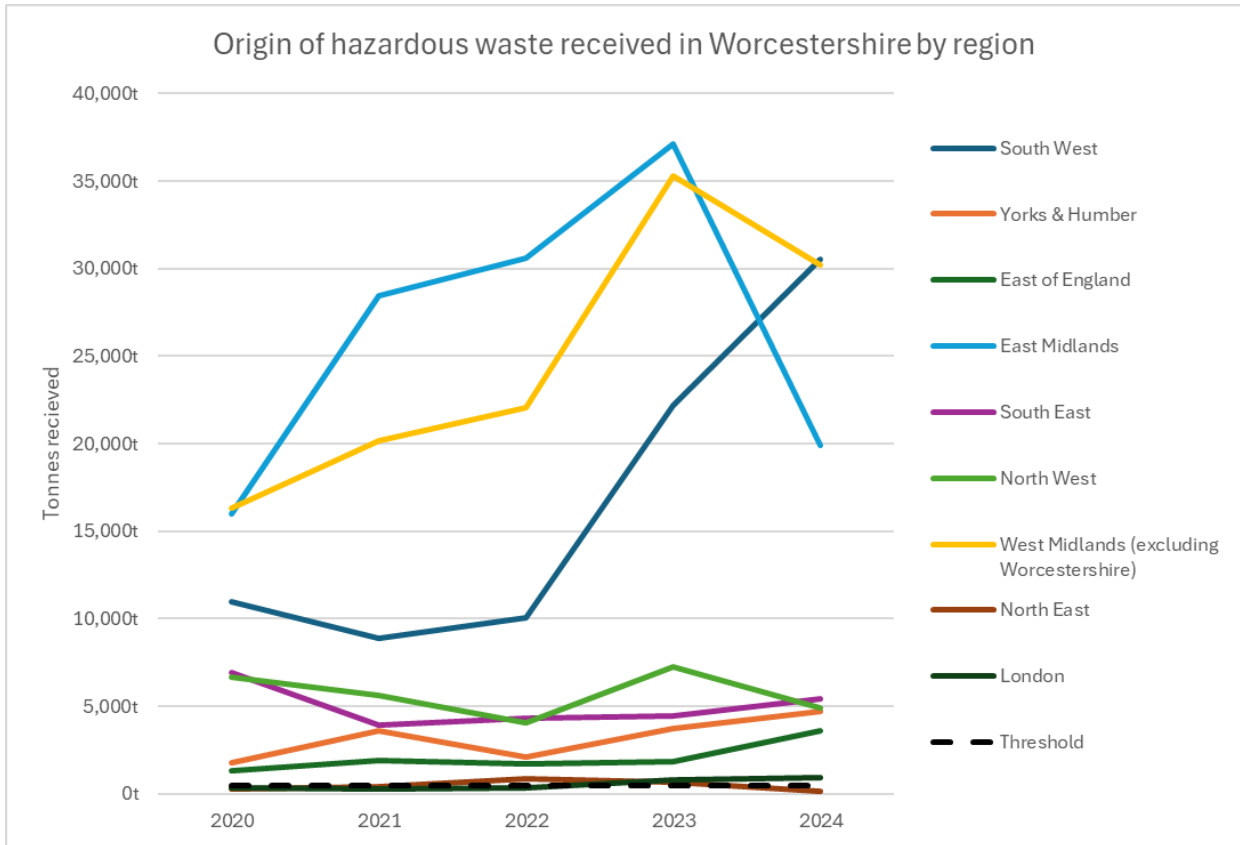 Origin of hazardous waste received in Worcestershire by region
40,000t
35,000t
30,000t
25,000t
20,000t
15,000t
10,000t
5,000t
0t
Tonnes recieved
2020 2021 2022 2023 2024
South West
Yorks & Humber
East of England
East Midlands
South East
North West
West Midlands (excluding
Worcestershire)
North East
London
Threshold